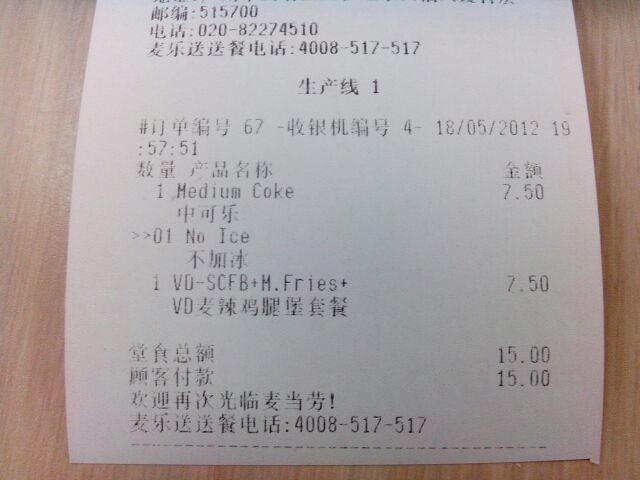 邮编:515700
电话:020-82274510
麦乐送送餐电话:4008-517-517
生产线 1
#订单编号 67 -收银机编号 4- 18/05/2012 19
:57:51
数量 产品名称 金额
1 Medium Coke 7.50
中可乐
>>01 No Ice
不加冰
1 VD-SCFB+M.Fries+ 7.50
VD麦辣鸡腿堡套餐
堂食总额 15.00
顾客付款 15.00
欢迎再次光临麦当劳!
麦乐送送餐电话:4008-517-517